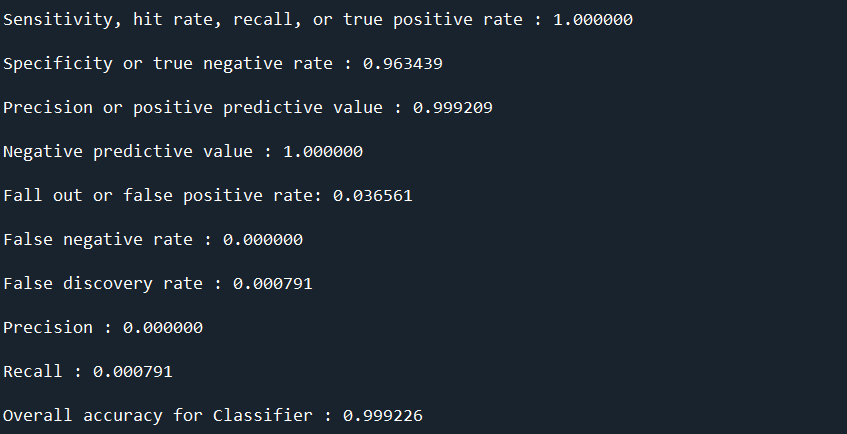 Sensitivity, hit rate, recall, or true positive rate : 1.000000
Specificity or true negative rate : 0.963439
Precision or positive predictive value : 0.999209
Negative predictive value : 1.000000
Fall out or false positive rate: 0.036561
False negative rate : 0.000000
False discovery rate : 0.000791
Precision : 0.000000
Recall : 0.000791
Overall accuracy for Classifier : 0.999226